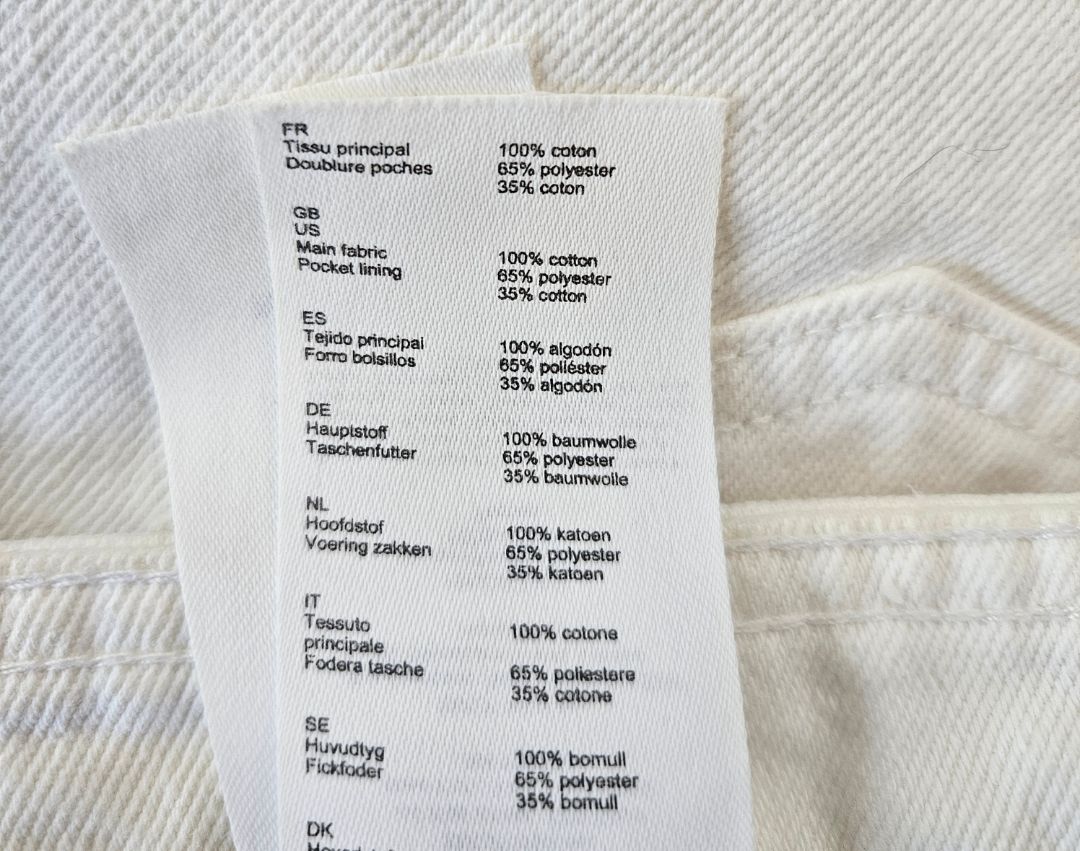 FR
Tissu principal 100% coton
Doublure poches 65% polyester
35% coton
GB
US
Main fabric 100% cotton
Pocket lining 65% polyester
35% cotton
ES
Tejido principal 100% algodón
Forro bolsillos 65% poliéster
35% algodón
DE
Hauptstoff 100% baumwolle
Taschenfutter 65% polyester
35% baumwolle
NL
Hoofdstof 100% katoen
Voering zakken 65% polyester
35% katoen
IT
Tessuto 100% cotone
principale
Fodera tasche 65% poliestere
35% cotone
SE
Huvudtyg 100% bomull
Fickfoder 65% polyester
35% bomull
DK